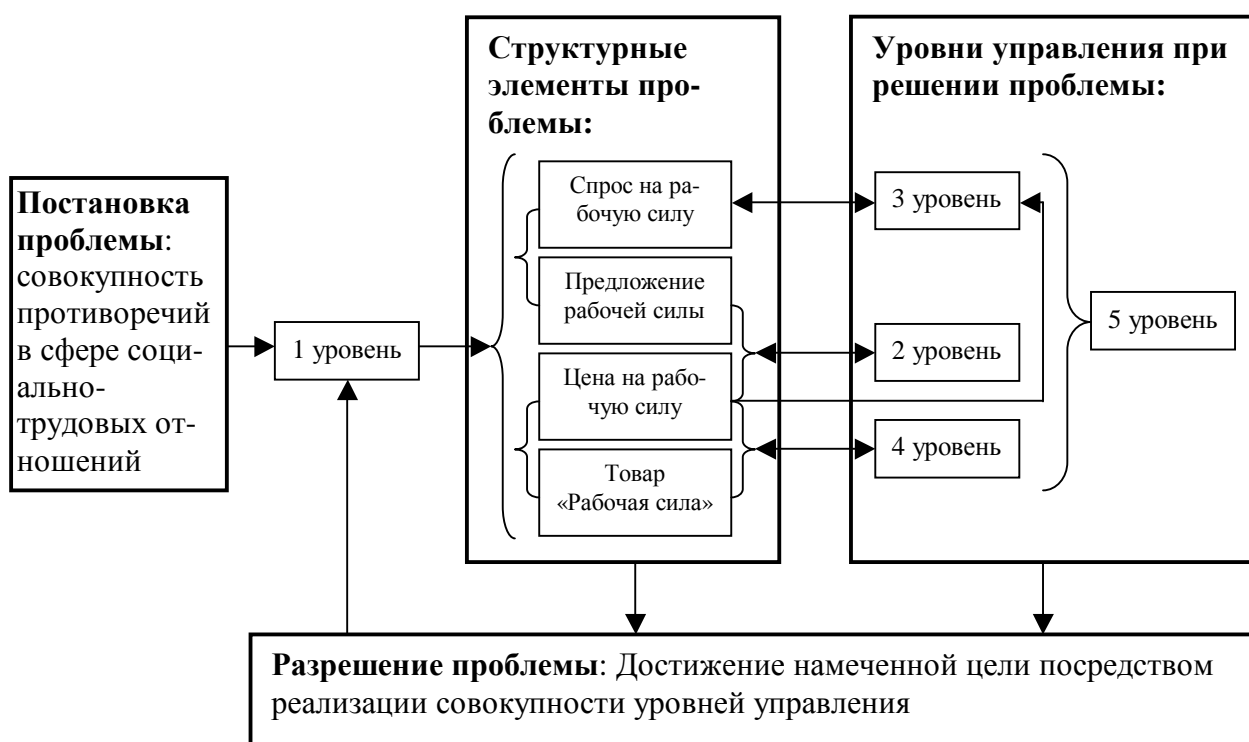 Структурные
элементы про-
блемы:
Спрос на ра-
бочую силу
Предложение
рабочей силы
Цена на рабо-
чую силу
Товар
«Рабочая сила»
Уровни управления при
решении проблемы:
3 уровень
2 уровень
4 уровень
5 уровень
Постановка
проблемы:
совокупность
противоречий
в сфере соци-
ально-
трудовых от-
ношений
1 уровень
Разрешение проблемы: Достижение намеченной цели посредством
реализации совокупности уровней управления